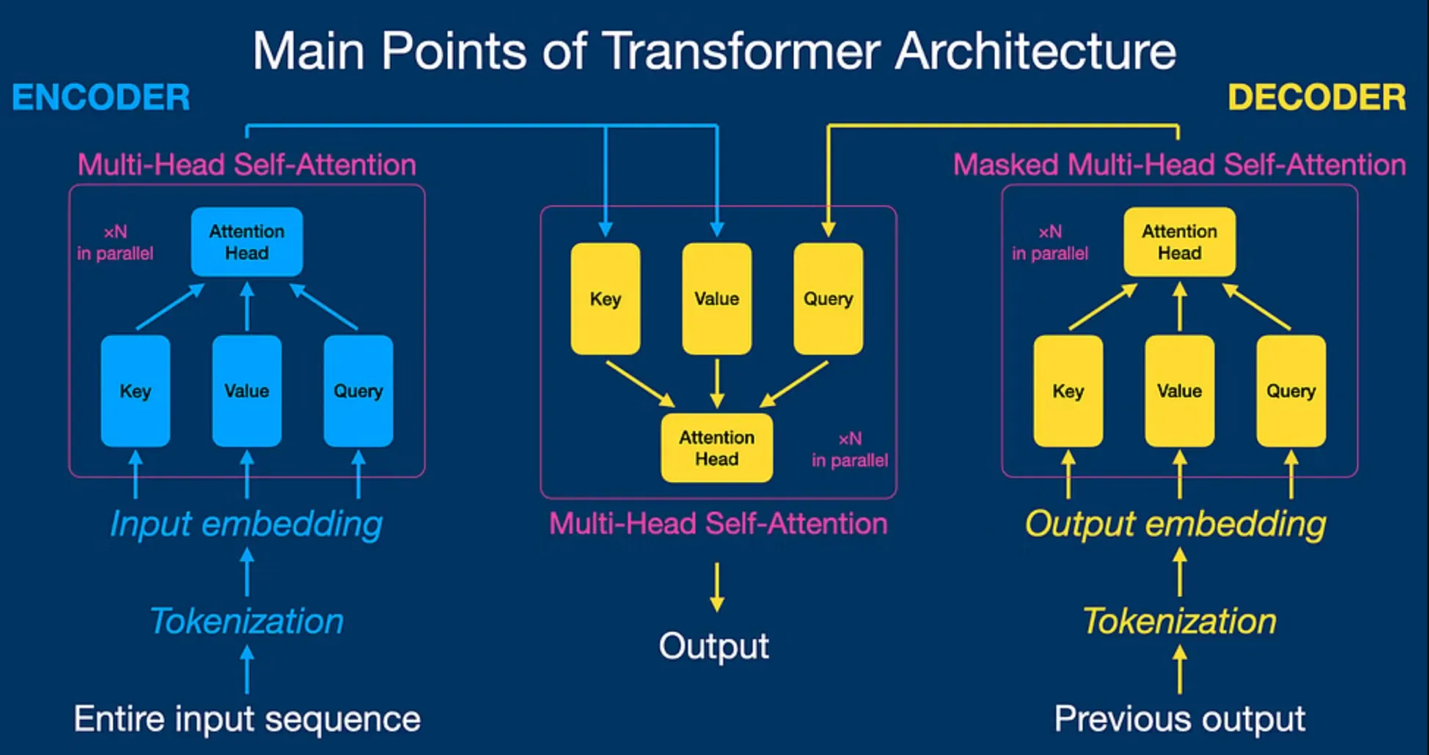 Main Points of Transformer Architecture
ENCODER
DECODER
Multi-Head Self-Attention
×N
in parallel
Attention
Head
Key
Value
Query
Input embedding
Tokenization
Entire input sequence
Key
Value
Query
Attention
Head
×N
in parallel
Multi-Head Self-Attention
Output
Masked Multi-Head Self-Attention
×N
in parallel
Attention
Head
Key
Value
Query
Output embedding
Tokenization
Previous output